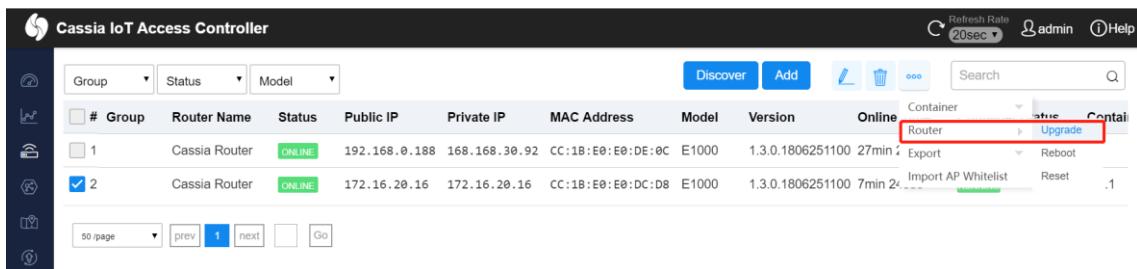 Cassia IoT Access Controller
Refresh Rate
20sec
admin
Help
Group
Status
Model
Discover
Add
Search
# Group Router Name Status Public IP Private IP MAC Address Model Version Online
Container
Router
Upgrade
Export
Reboot
Import AP Whitelist
Reset
1 Cassia Router ONLINE 192.168.0.188 168.168.30.92 CC:1B:E0:E0:DE:0C E1000 1.3.0.1806251100 27min
2 Cassia Router ONLINE 172.16.20.16 172.16.20.16 CC:1B:E0:E0:DC:D8 E1000 1.3.0.1806251100 7min
.1
50 /page prev 1 next Go